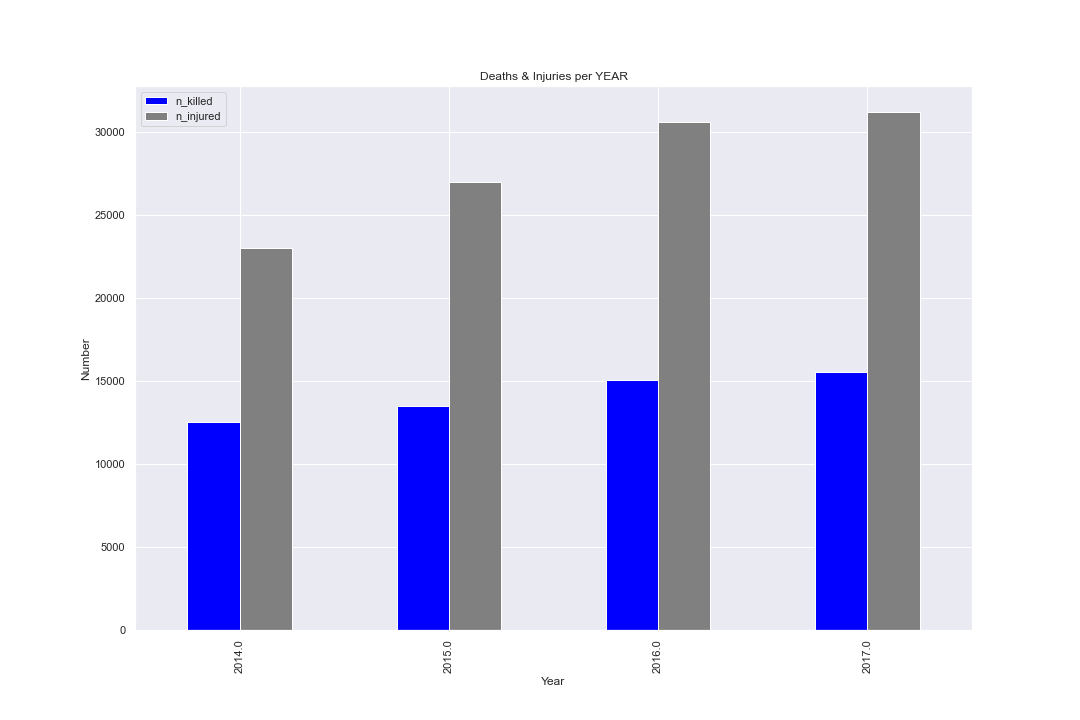 Deaths & Injuries per YEAR
n_killed
n_injured
30000
25000
20000
15000
10000
5000
0
Number
2014.0
2015.0
2016.0
2017.0
Year